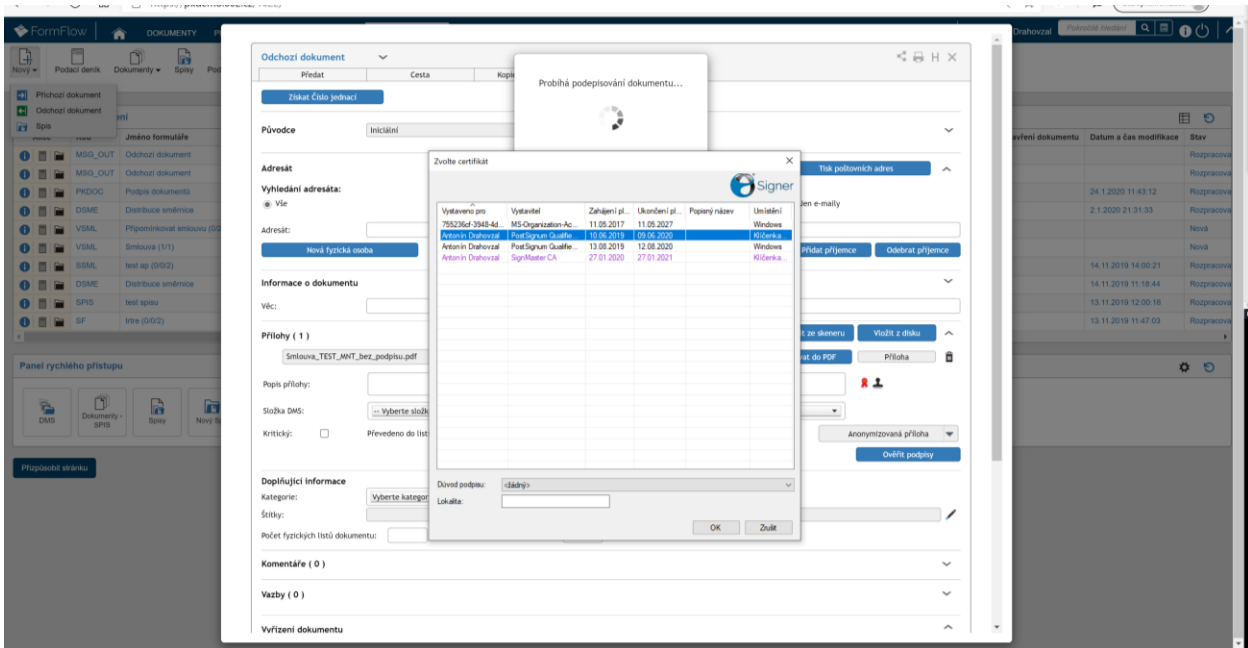 FormFlow
DOKUMENTY
Drahovzal
Pokročilé hledání
Nový
Podací deník
Dokumenty
Spisy
Příchozí dokument
Odchozí dokument
Spis
Jméno formuláře
Datum a čas modifikace
Stav
MSG_OUT Odchozí dokument Rozpracova
MSG_OUT Odchozí dokument Rozpracova
PKDOC Podpis dokumentů 24.1.2020 11:43:12 Rozpracova
DSME Distribuce směrnice 2.1.2020 21:31:33 Rozpracova
VSML Připomínkovat smlouvu (0/2 Nová
VSML Smlouva (1/1) Nová
SSML test ap (0/0/2) 14.11.2019 14:00:21 Rozpracova
DSME Distribuce směrnice 14.11.2019 11:18:44 Rozpracova
SPIS test spisu 13.11.2019 12:00:18 Rozpracova
SF Intre (0/0/2) 13.11.2019 11:47:03 Rozpracova
Panel rychlého přístupu
DMS
Dokumenty - SPIS
Spisy
Nový S
Přizpůsobit stránku
Odchozí dokument
Předat
Cesta
Kopi
Získat Číslo jednací
Původce
Iniciální
Adresát
Tisk poštovních adres
Vyhledání adresáta:
Vše
Jen e-maily
Adresát:
Nová fyzická osoba
Přidat příjemce
Odebrat příjemce
Informace o dokumentu
Věc:
Přílohy ( 1 )
t ze skeneru
Vložit z disku
Smlouva_TEST_MNT_bez_podpisu.pdf
vat do PDF
Příloha
Popis přílohy:
Složka DMS:
-- Vyberte složk
Kritický:
Převedeno do list
Anonymizovaná příloha
Ověřit podpisy
Doplňující informace
Kategorie:
Vyberte kategor
Štítky:
Počet fyzických listů dokumentu:
Komentáře ( 0 )
Vazby ( 0 )
Vyřízení dokumentu
Probíhá podepisování dokumentu...
Zvolte certifikát
Signer
Vystaveno pro Vystavitel Zahájení pl... Ukončení pl... Popisný název Umístění
755236cf-3948-4d... MS-Organization-Ac... 11.05.2017 11.05.2027 Windows
Antonín Drahovzal PostSignum Qualifie... 10.06.2019 09.06.2020 Klíčenka...
Antonín Drahovzal PostSignum Qualifie... 13.08.2019 12.08.2020 Windows
Antonín Drahovzal SignMaster CA 27.01.2020 27.01.2021 Klíčenka...
Důvod podpisu: <žádný>
Lokalita:
OK
Zrušit